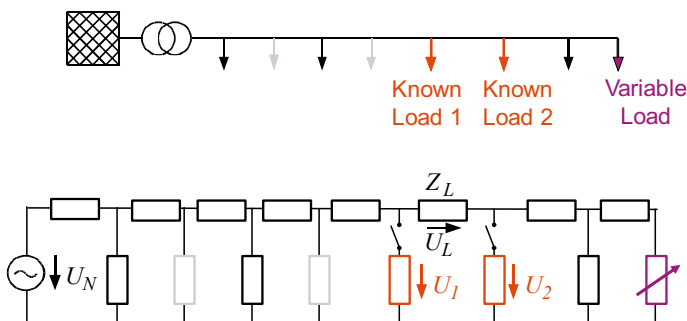 Known Load 1
Known Load 2
Variable Load
Z_L
U_L
U_N
U_1
U_2